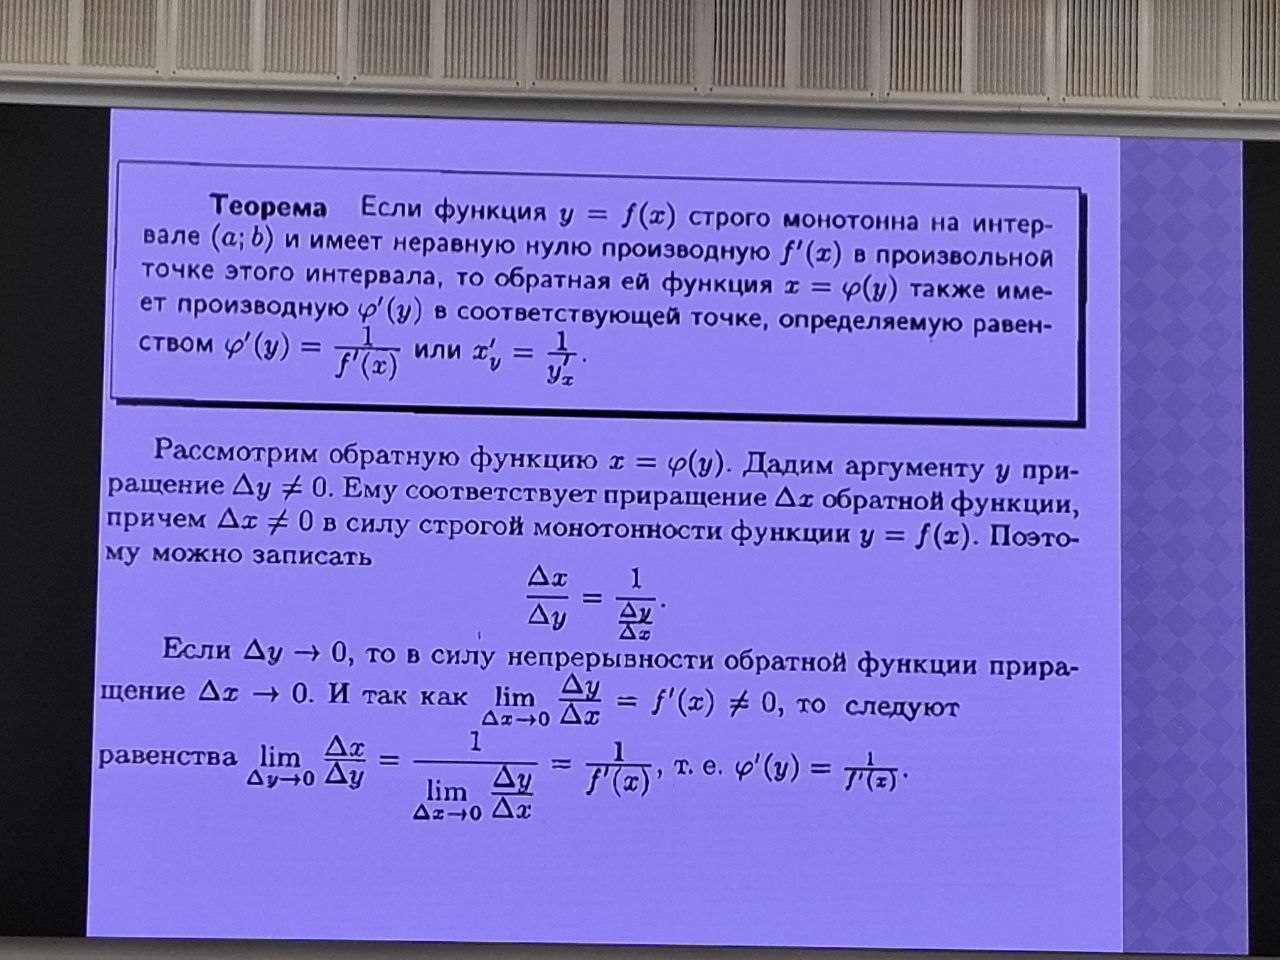 Теорема Если функция y = f(x) строго монотонна на интер-
вале (a; b) и имеет неравную нулю производную f'(x) в произвольной
точке этого интервала, то обратная ей функция x = φ(y) также име-
ет производную φ'(y) в соответствующей точке, определяемую равен-
ством φ'(y) = 1/f'(x) или x'_y = 1/y'_x.
Рассмотрим обратную функцию x = φ(y). Дадим аргументу y при-
ращение Δy ≠ 0. Ему соответствует приращение Δx обратной функции,
причем Δx ≠ 0 в силу строгой монотонности функции y = f(x). Поэто-
му можно записать
Δx/Δy = 1/(Δy/Δx).
Если Δy → 0, то в силу непрерывности обратной функции прира-
щение Δx → 0. И так как lim_{Δx→0} Δy/Δx = f'(x) ≠ 0, то следуют
равенства lim_{Δy→0} Δx/Δy = 1/(lim_{Δx→0} Δy/Δx) = 1/f'(x), т. е. φ'(y) = 1/f'(x).